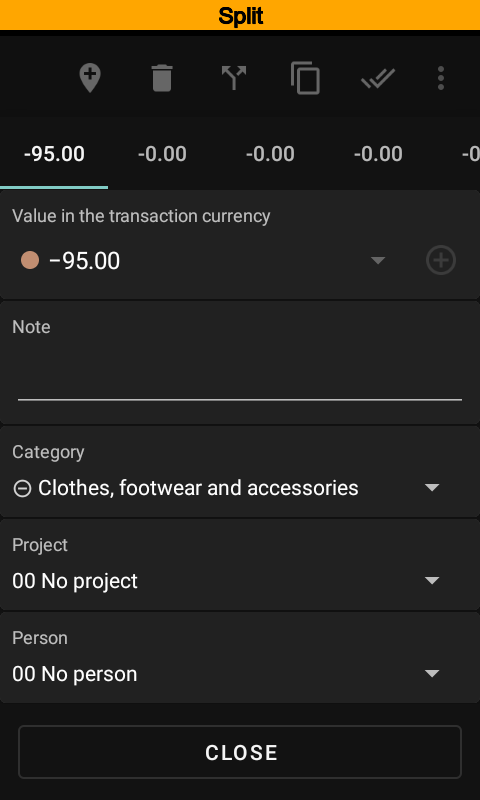 Split
-95.00 -0.00 -0.00 -0.00 -0
Value in the transaction currency
−95.00
Note
Category
Clothes, footwear and accessories
Project
00 No project
Person
00 No person
CLOSE